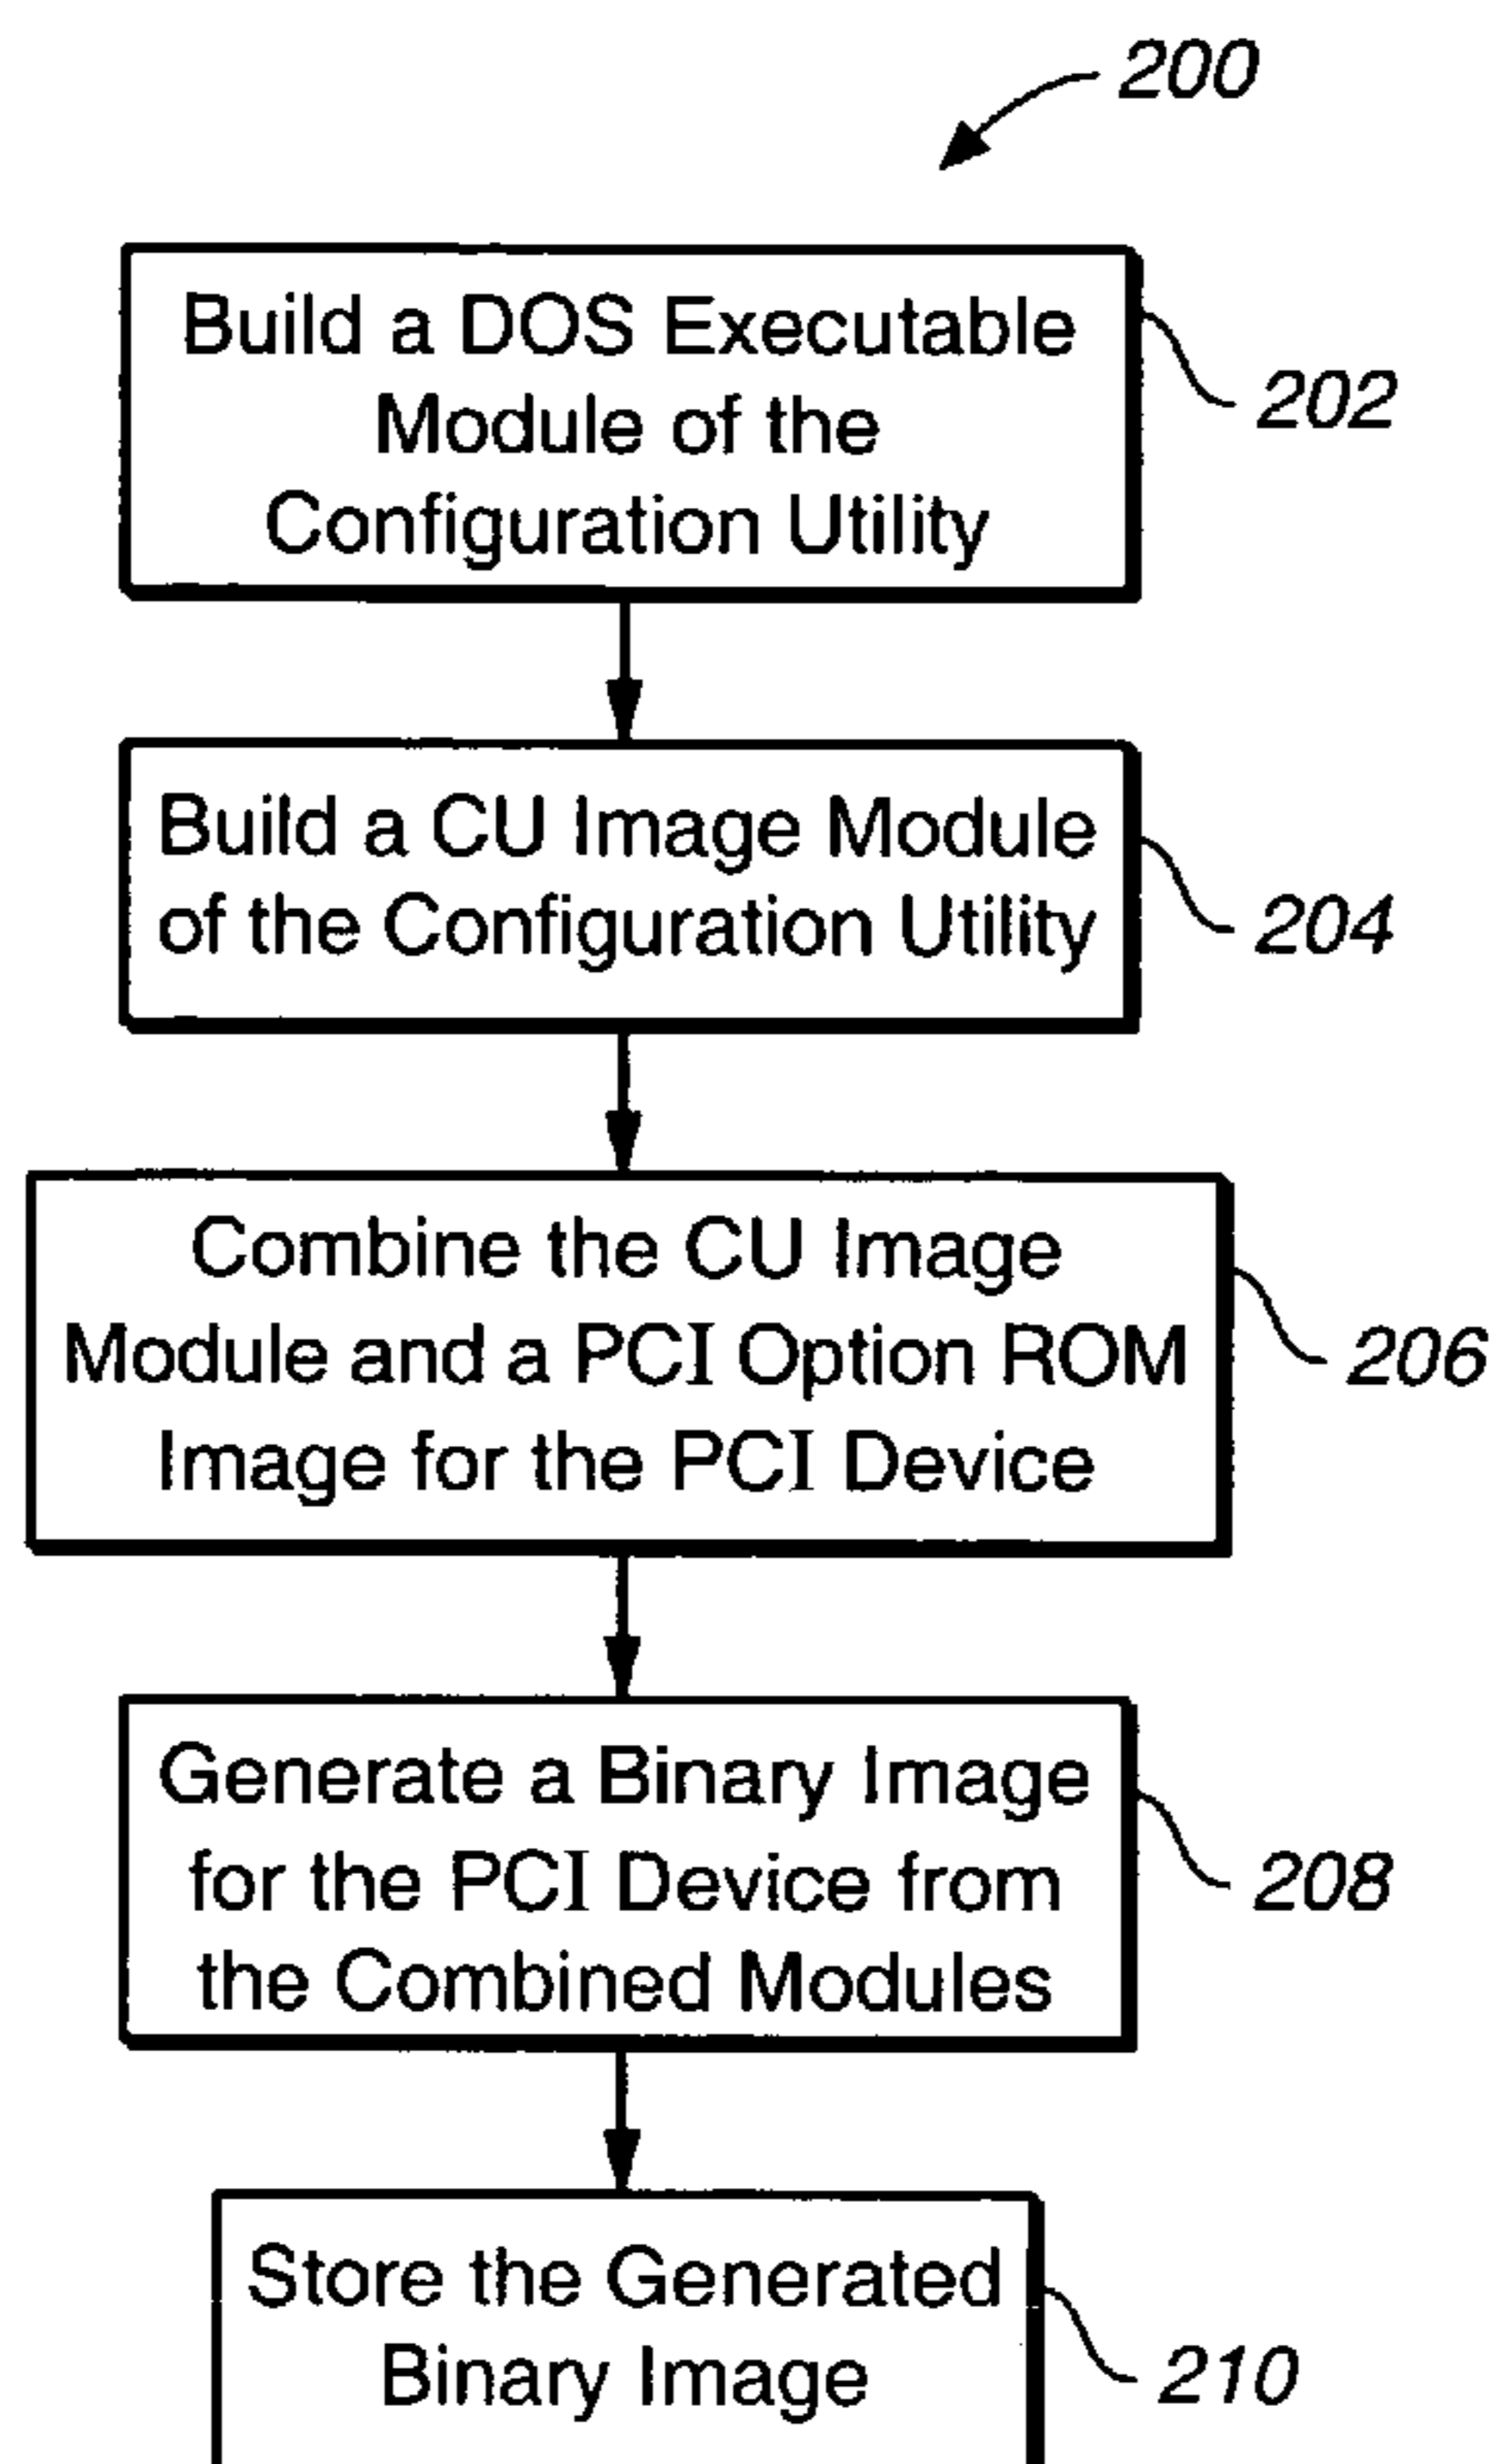 200
Build a DOS Executable
Module of the
Configuration Utility
202
Build a CU Image Module
of the Configuration Utility
204
Combine the CU Image
Module and a PCI Option ROM
Image for the PCI Device
206
Generate a Binary Image
for the PCI Device from
the Combined Modules
208
Store the Generated
Binary Image
210